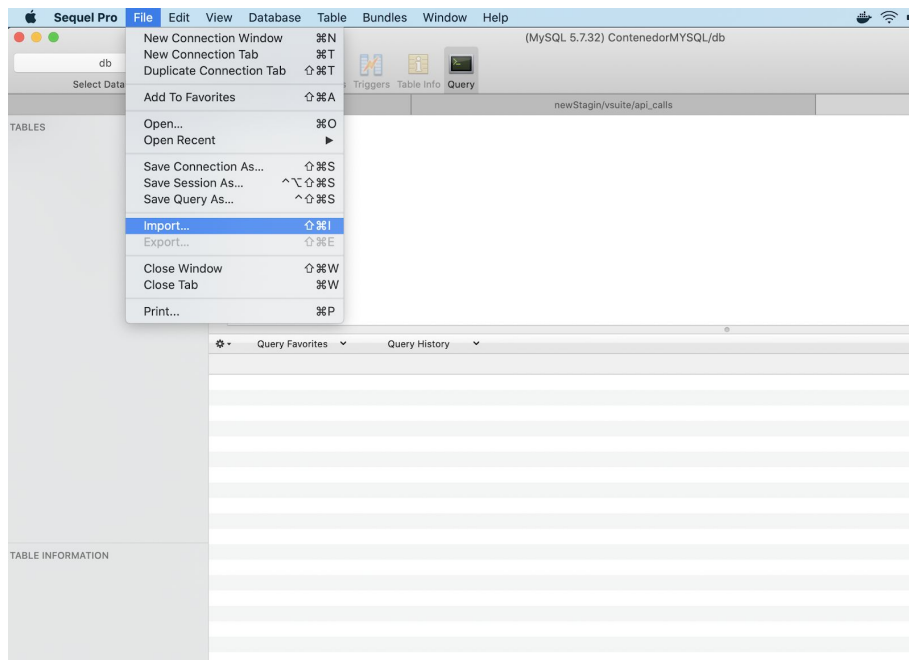 Sequel Pro File Edit View Database Table Bundles Window Help
(MySQL 5.7.32) ContenedorMYSQL/db
db
Select Data
s Triggers Table Info Query
newStagin/vsuite/api_calls
New Connection Window ⌘N
New Connection Tab ⌘T
Duplicate Connection Tab ⇧⌘T
Add To Favorites ⇧⌘A
Open... ⌘O
Open Recent ▶
Save Connection As... ⇧⌘S
Save Session As... ^⌥⇧⌘S
Save Query As... ^⇧⌘S
Import... ⇧⌘I
Export... ⇧⌘E
Close Window ⇧⌘W
Close Tab ⌘W
Print... ⌘P
TABLES
Query Favorites Query History
TABLE INFORMATION